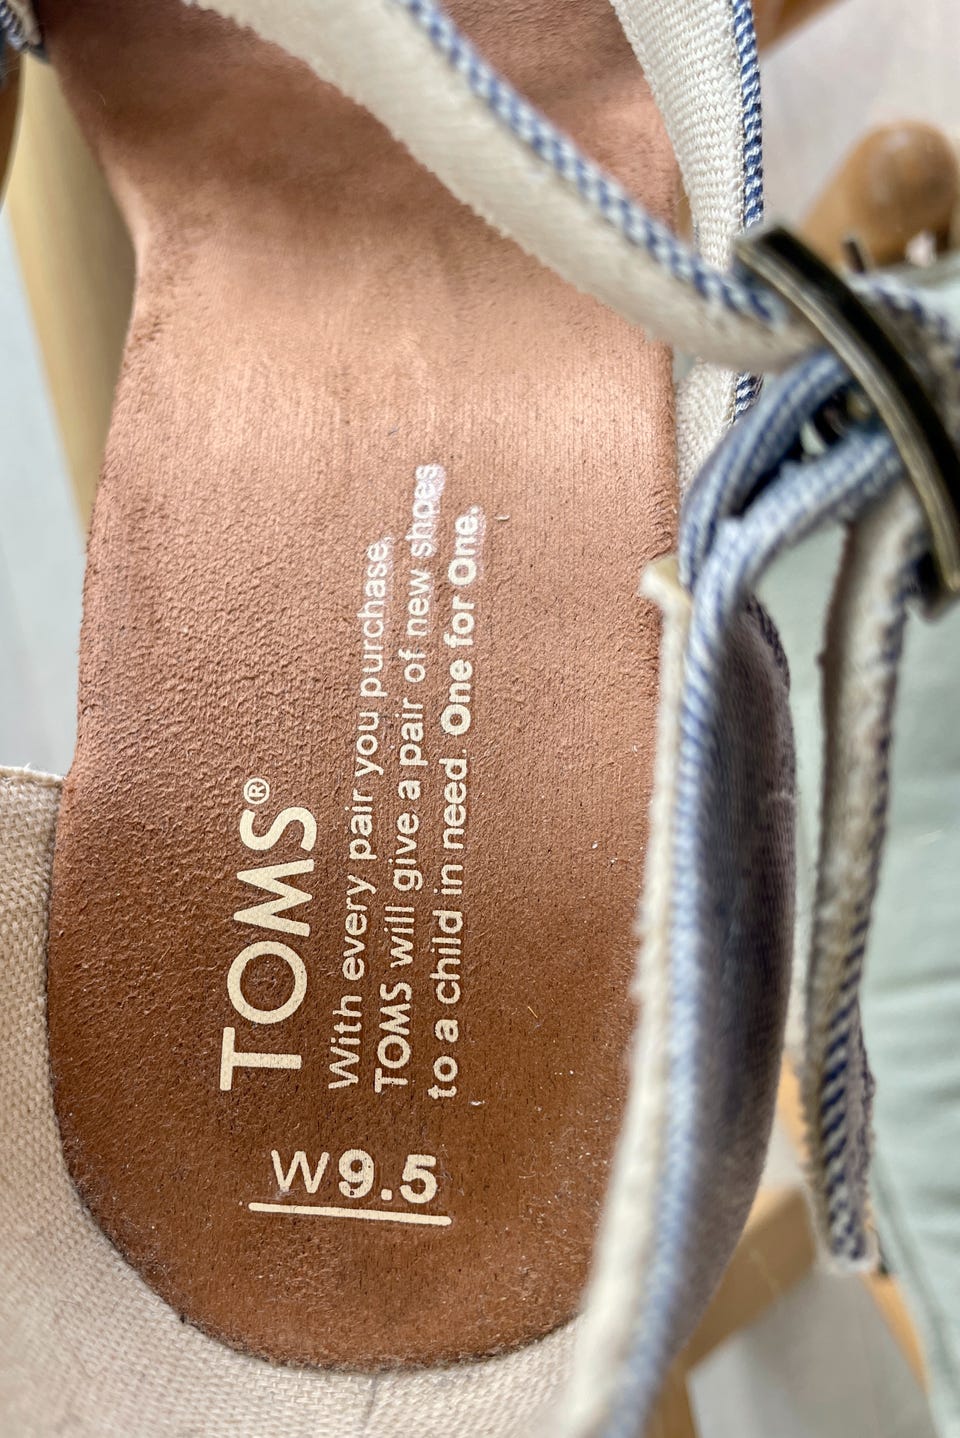 TOMS®
With every pair you purchase,
TOMS will give a pair of new shoes
to a child in need. One for One.
W 9.5